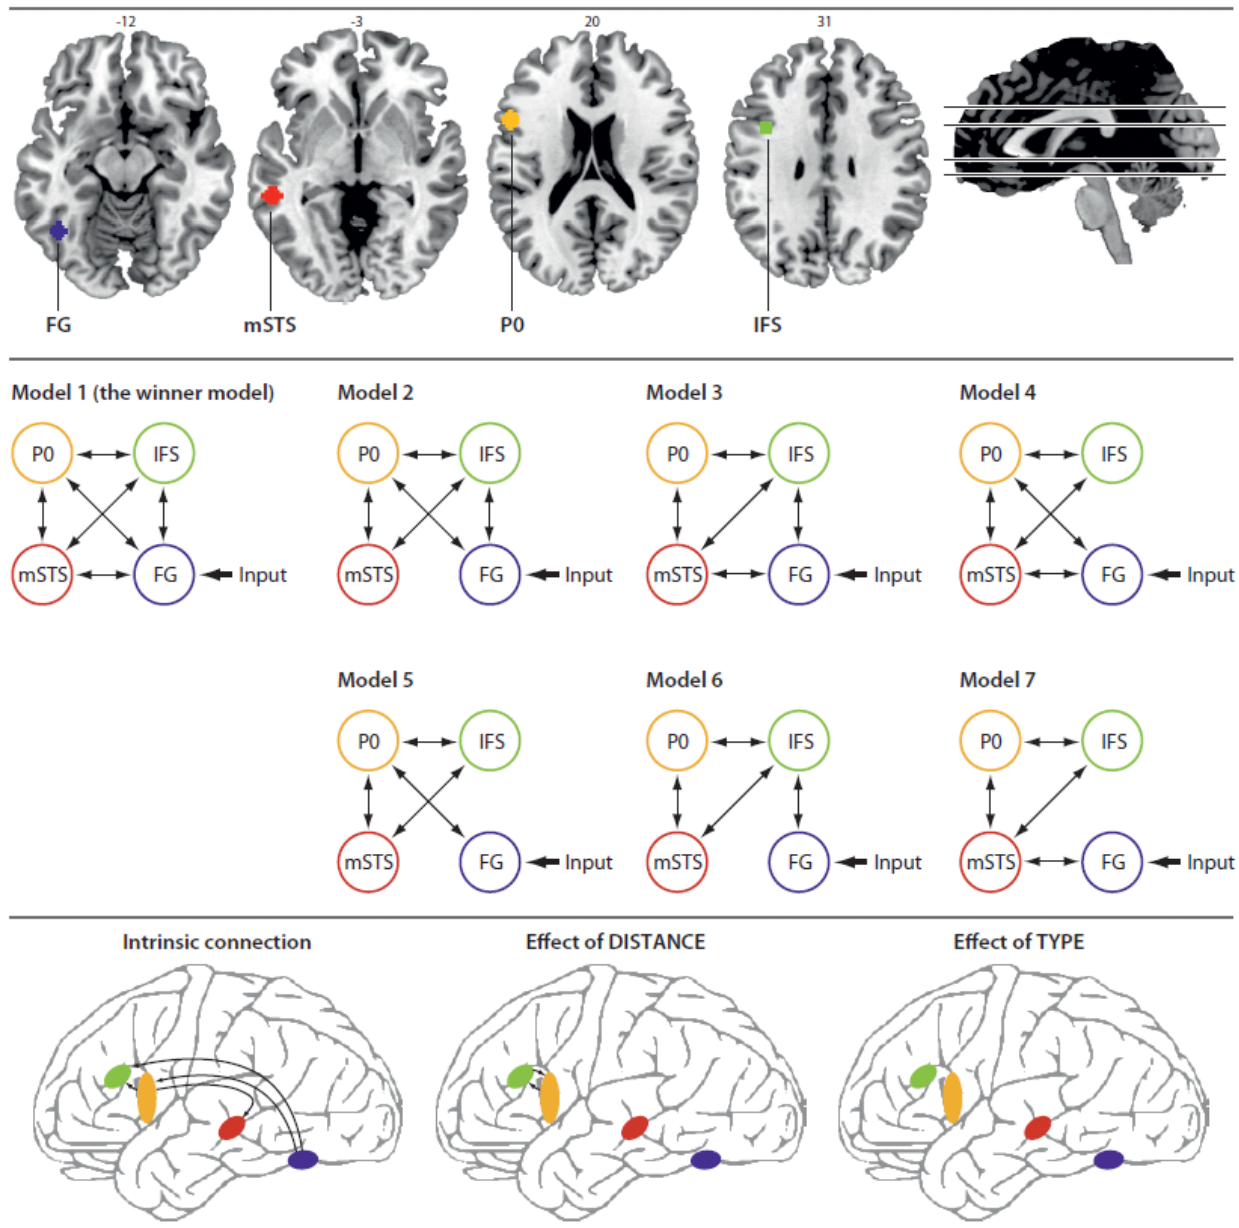 -12 -3 20 31
FG mSTS P0 IFS
Model 1 (the winner model) Model 2 Model 3 Model 4
P0 IFS P0 IFS P0 IFS P0 IFS
mSTS FG Input mSTS FG Input mSTS FG Input mSTS FG Input
Model 5 Model 6 Model 7
P0 IFS P0 IFS P0 IFS
mSTS FG Input mSTS FG Input mSTS FG Input
Intrinsic connection Effect of DISTANCE Effect of TYPE